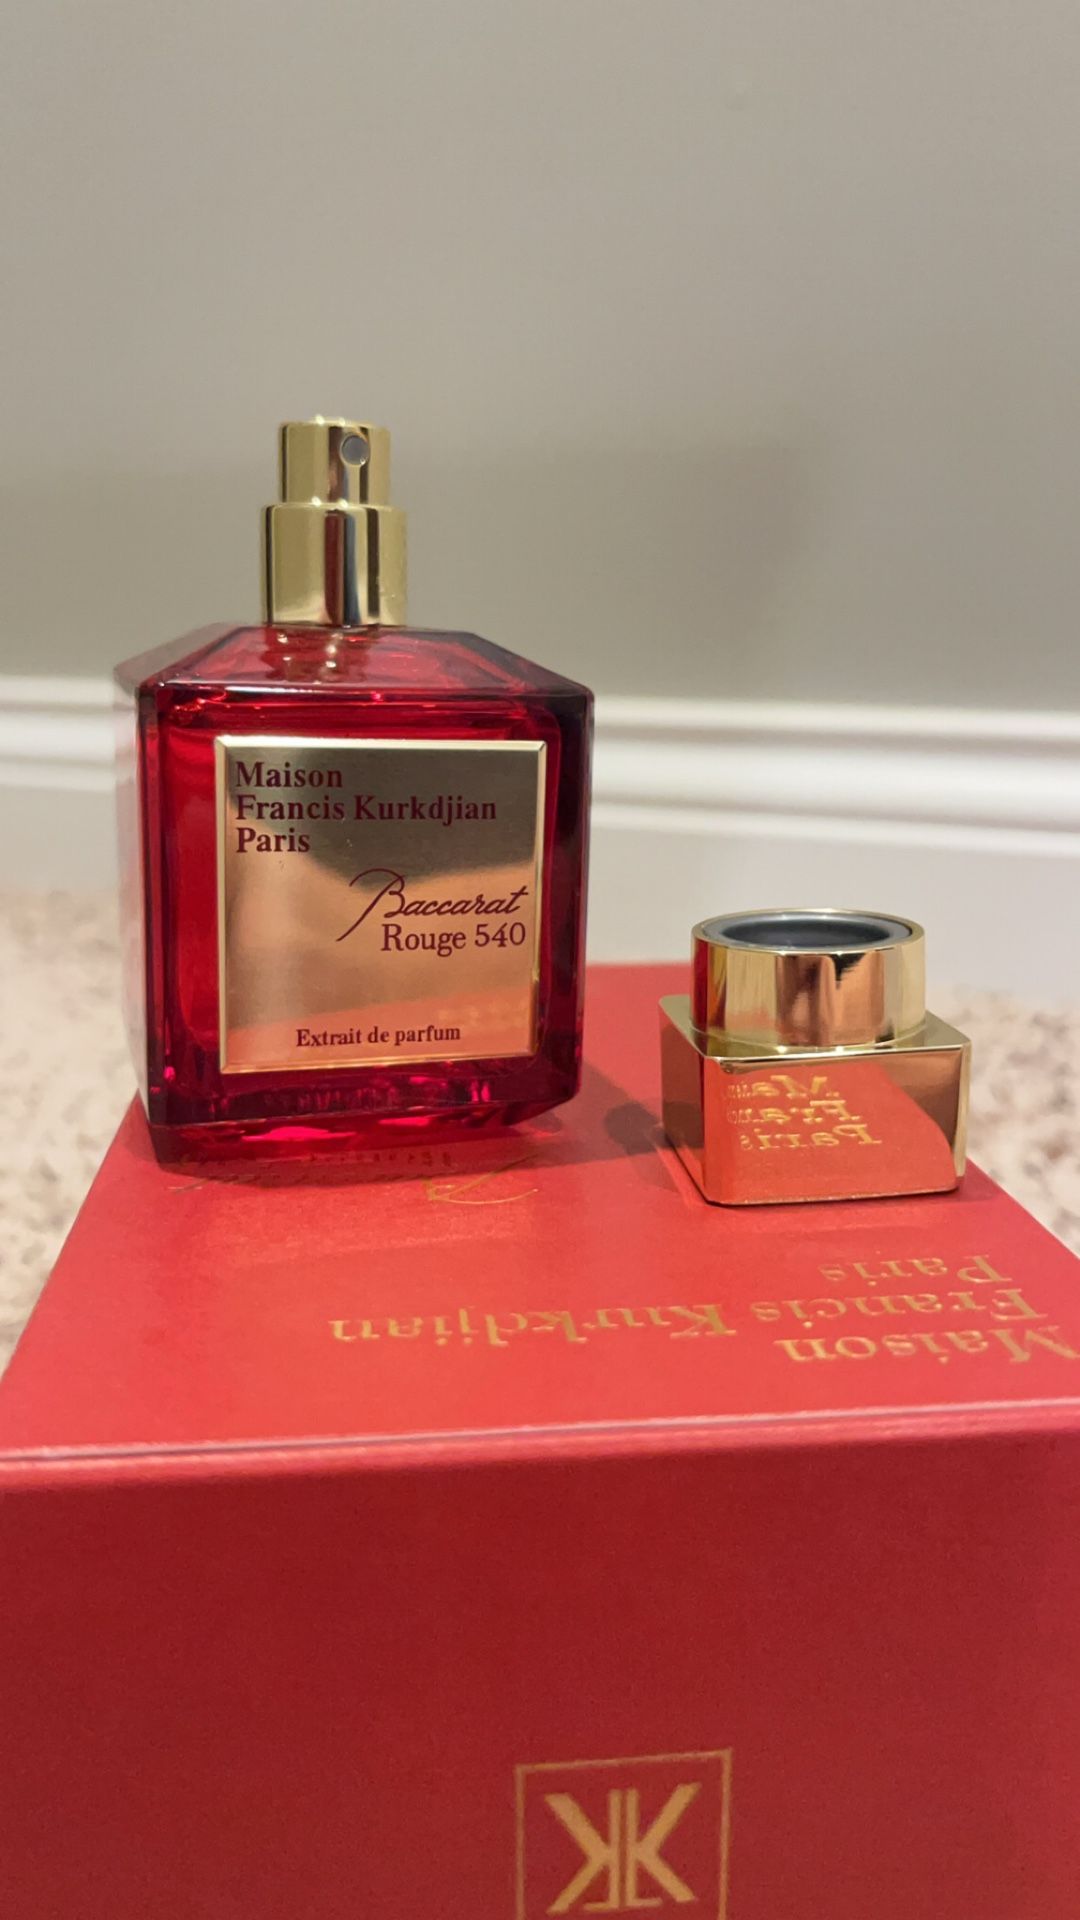 Maison
Francis Kurkdjian
Paris
Baccarat
Rouge 540
Extrait de parfum
Maison
Francis Kurkdjian
Paris